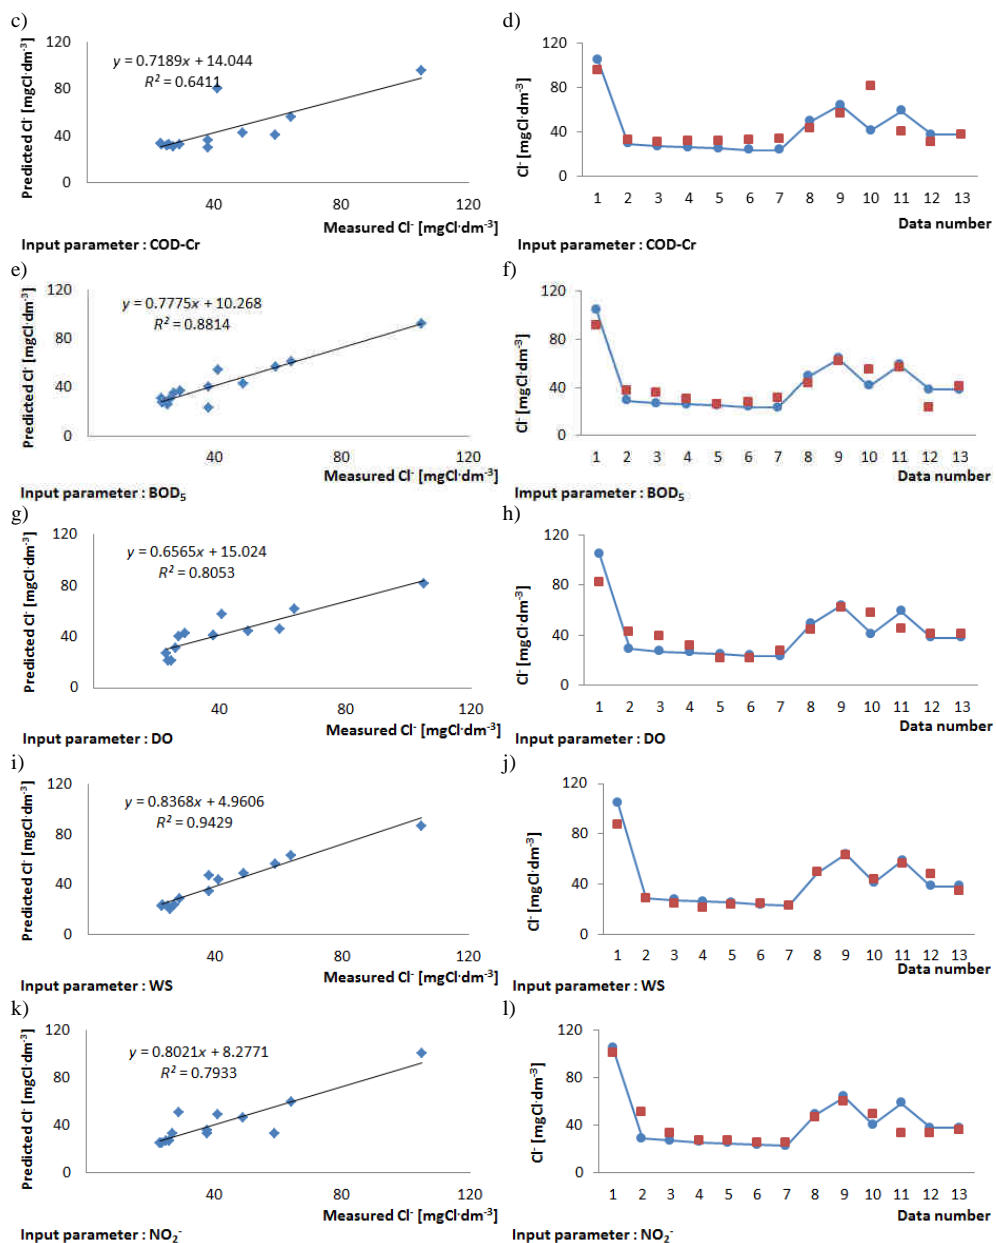 c)
Predicted Cl⁻ [mgCl·dm⁻³]
120
80
40
0
y = 0.7189x + 14.044
R² = 0.6411
40
80
120
Measured Cl⁻ [mgCl·dm⁻³]
Input parameter : COD-Cr
d)
Cl⁻ [mgCl·dm⁻³]
120
80
40
0
1 2 3 4 5 6 7 8 9 10 11 12 13
Data number
Input parameter : COD-Cr
e)
Predicted Cl⁻ [mgCl·dm⁻³]
120
80
40
0
y = 0.7775x + 10.268
R² = 0.8814
40
80
120
Measured Cl⁻ [mgCl·dm⁻³]
Input parameter : BOD₅
f)
Cl⁻ [mgCl·dm⁻³]
120
80
40
0
1 2 3 4 5 6 7 8 9 10 11 12 13
Data number
Imput parameter : BOD₅
g)
Predicted Cl⁻ [mgCl·dm⁻³]
120
80
40
0
y = 0.6565x + 15.024
R² = 0.8053
40
80
120
Measured Cl⁻ [mgCl·dm⁻³]
Input parameter : DO
h)
Cl⁻ [mgCl·dm⁻³]
120
80
40
0
1 2 3 4 5 6 7 8 9 10 11 12 13
Data number
Input parameter : DO
i)
Predicted Cl⁻ [mgCl·dm⁻³]
120
80
40
0
y = 0.8368x + 4.9606
R² = 0.9429
40
80
120
Measured Cl⁻ [mgCl·dm⁻³]
Input parameter : WS
j)
Cl⁻ [mgCl·dm⁻³]
120
80
40
0
1 2 3 4 5 6 7 8 9 10 11 12 13
Data number
Input parameter : WS
k)
Predicted Cl⁻ [mgCl·dm⁻³]
120
80
40
0
y = 0.8021x + 8.2771
R² = 0.7933
40
80
120
Measured Cl⁻ [mgCl·dm⁻³]
Input parameter : NO₂⁻
l)
Cl⁻ [mgCl·dm⁻³]
120
80
40
0
1 2 3 4 5 6 7 8 9 10 11 12 13
Data number
Input parameter : NO₂⁻